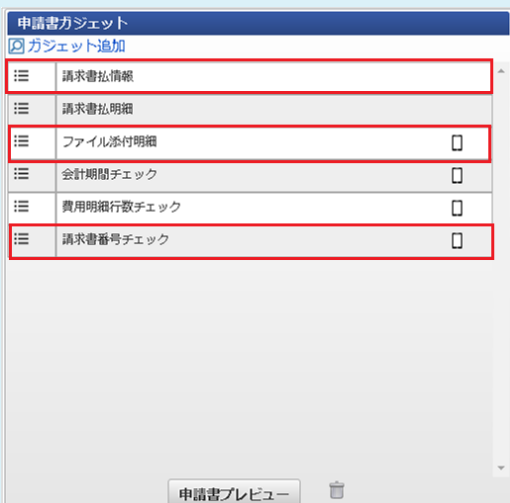 申請書ガジェット
ガジェット追加
請求書払情報
請求書払明細
ファイル添付明細
会計期間チェック
費用明細行数チェック
請求書番号チェック
申請書プレビュー